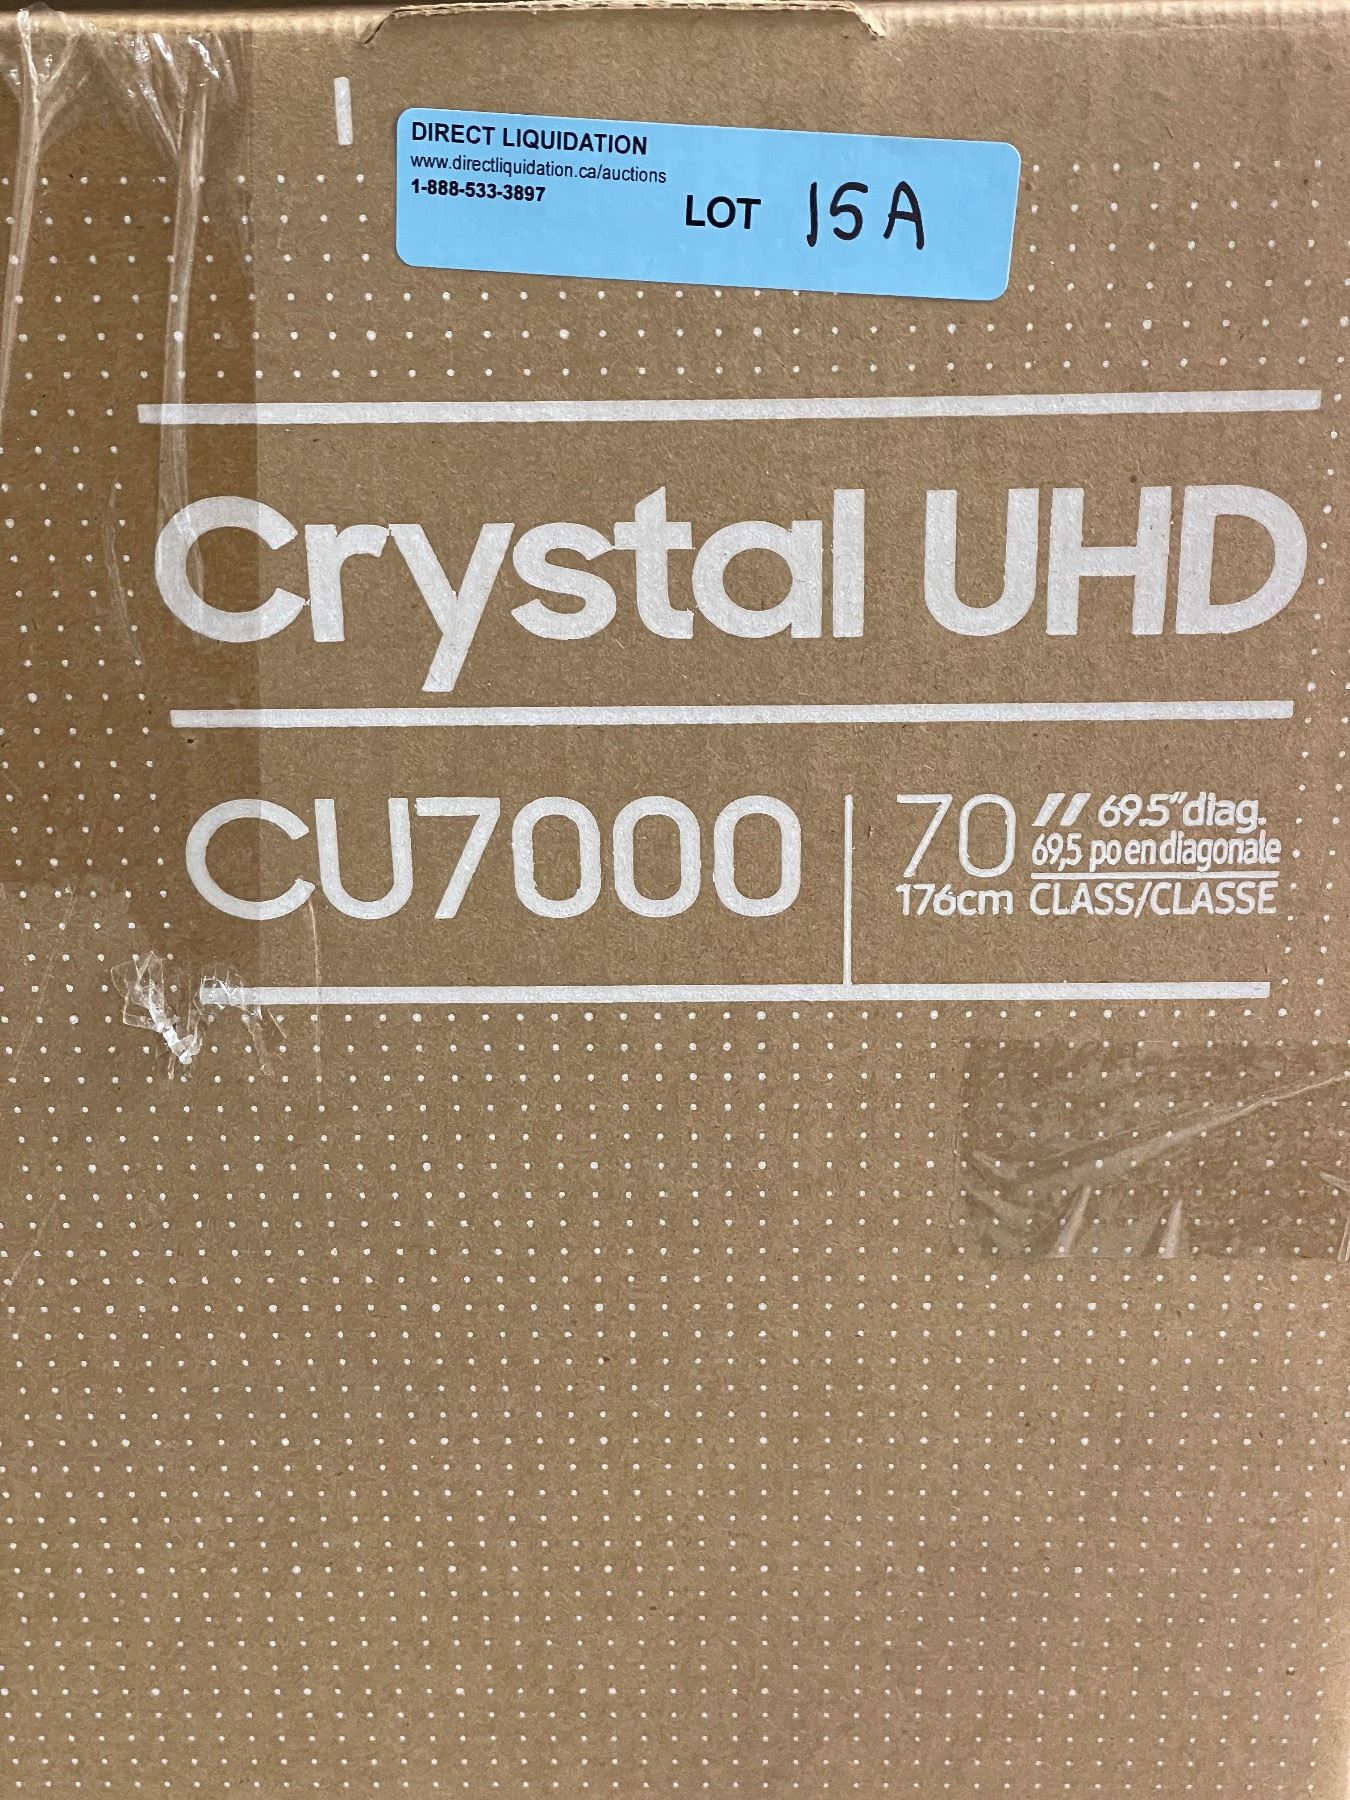 DIRECT LIQUIDATION
www.directliquidation.ca/auctions
1-888-533-3897
LOT 15A
Crystal UHD
CU7000
70" 69.5"diag.
69,5 po en diagonale
176cm CLASS/CLASSE